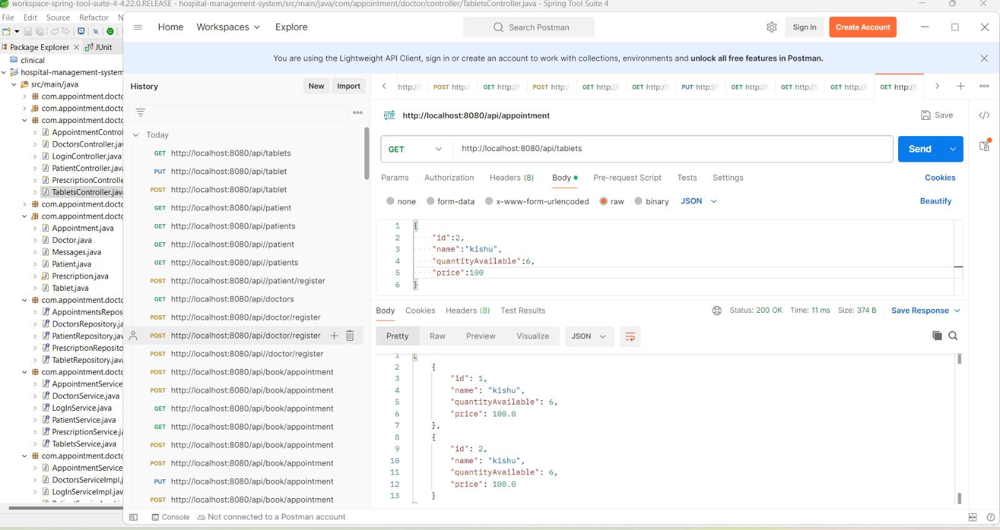 workspace-spring-tool-suite-4-4.22.0.RELEASE - hospital-management-system/src/main/java/com/appointment/doctor/controller/TabletsController.java - Spring Tool Suite 4
File Edit Source Refactor N
Package Explorer JUnit
clinical
hospital-management-system
src/main/java
com.appointment.doctc
com.appointment.doctc
com.appointment.doctc
AppointmentControl
DoctorsController.jav
LoginController.java
PatientController.java
PrescriptionControlle
TabletsController.java
com.appointment.doctc
com.appointment.doctc
Appointment.java
Doctor.java
Messages.java
Patient.java
Prescription.java
Tablet.java
com.appointment.doctc
AppointmentsRepos
DoctorsRepository.ja
PatientRepository.jav
PrescriptionReposito
TabletRepository.java
com.appointment.doctc
AppointmentService
DoctorsService.java
LogInService.java
PatientService.java
PrescriptionService.ja
TabletsService.java
com.appointment.doctc
AppointmentService
DoctorsServiceImpl.j
LogInServiceImpl.jav
Home Workspaces Explore
Search Postman
Sign In
Create Account
You are using the Lightweight API Client, sign in or create an account to work with collections, environments and unlock all free features in Postman.
History New Import
Today
GET http://localhost:8080/api/tablets
PUT http://localhost:8080/api/tablet
POST http://localhost:8080/api/tablet
GET http://localhost:8080/api/patient
GET http://localhost:8080/api/patients
GET http://localhost:8080/api//patient
GET http://localhost:8080/api//patients
POST http://localhost:8080/api//patient/register
GET http://localhost:8080/api/doctors
POST http://localhost:8080/api/doctor/register
POST http://localhost:8080/api/doctor/register
POST http://localhost:8080/api//doctor/register
POST http://localhost:8080/api/book/appointment
POST http://localhost:8080/api/book/appointment
GET http://localhost:8080/api/book/appointment
GET http://localhost:8080/api/book/appointment
POST http://localhost:8080/api/book/appointment
POST http://localhost:8080/api/book/appointment
PUT http://localhost:8080/api/book/appointment
POST http://localhost:8080/api/book/appointment
http:// POST http: GET http:// POST http: GET http:// GET http:// PUT http:// GET http:// GET http:// GET http:// GET http://
HTTP http://localhost:8080/api/appointment Save
GET http://localhost:8080/api/tablets Send
Params Authorization Headers (8) Body Pre-request Script Tests Settings Cookies
none form-data x-www-form-urlencoded raw binary JSON Beautify
1 {
2 "id":2,
3 "name":"kishu",
4 "quantityAvailable":6,
5 "price":100
6 }
Body Cookies Headers (8) Test Results Status: 200 OK Time: 11 ms Size: 374 B Save Response
Pretty Raw Preview Visualize JSON
1 [
2 {
3 "id": 1,
4 "name": "kishu",
5 "quantityAvailable": 6,
6 "price": 100.0
7 },
8 {
9 "id": 2,
10 "name": "kishu",
11 "quantityAvailable": 6,
12 "price": 100.0
13 }
Console Not connected to a Postman account